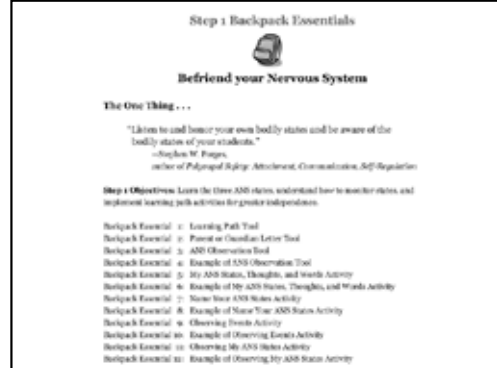 Step 1 Backpack Essentials
Befriend your Nervous System
The One Thing . . .
"Listen to and honor your own bodily states and be aware of the
bodily states of your students."
—Stephen W. Porges,
author of Polyvagal Safety: Attachment, Communication, Self-Regulation
Step 1 Objectives: Learn the three ANS states, understand how to monitor states, and
implement learning path activities for greater independence.
Backpack Essential 1: Learning Path Tool
Backpack Essential 2: Parent or Guardian Letter Tool
Backpack Essential 3: ANS Observation Tool
Backpack Essential 4: Example of ANS Observation Tool
Backpack Essential 5: My ANS States, Thoughts, and Words Activity
Backpack Essential 6: Example of My ANS States, Thoughts, and Words Activity
Backpack Essential 7: Name Your ANS States Activity
Backpack Essential 8: Example of Name Your ANS States Activity
Backpack Essential 9: Observing Events Activity
Backpack Essential 10: Example of Observing Events Activity
Backpack Essential 11: Observing My ANS States Activity
Backpack Essential 12: Example of Observing My ANS States Activity